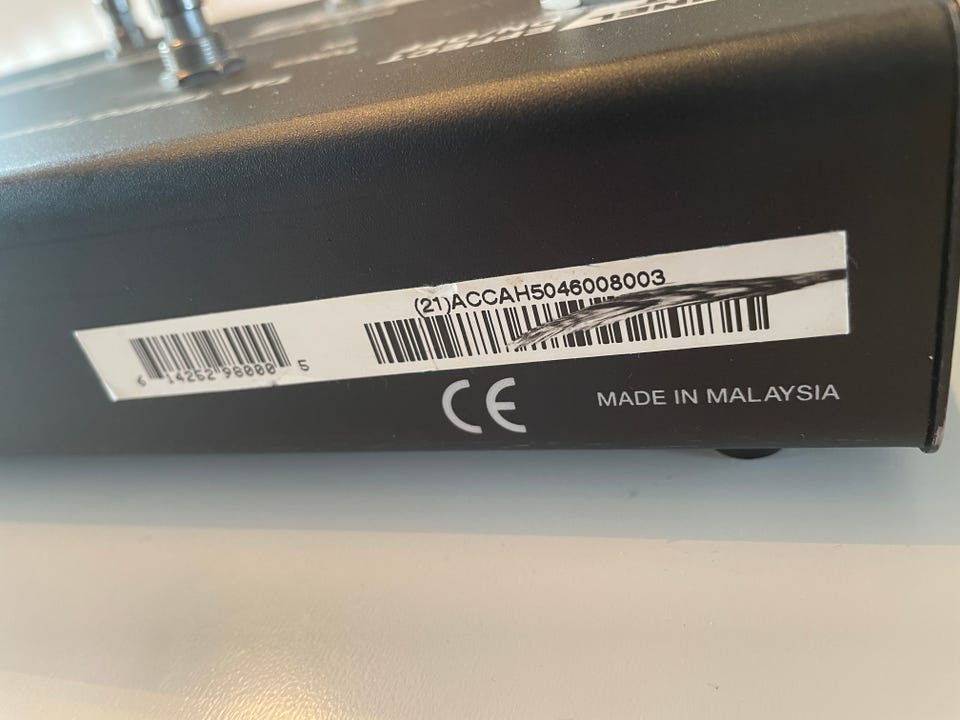 (21)ACCAH5046008003
6 14252 98000 5
CE
MADE IN MALAYSIA